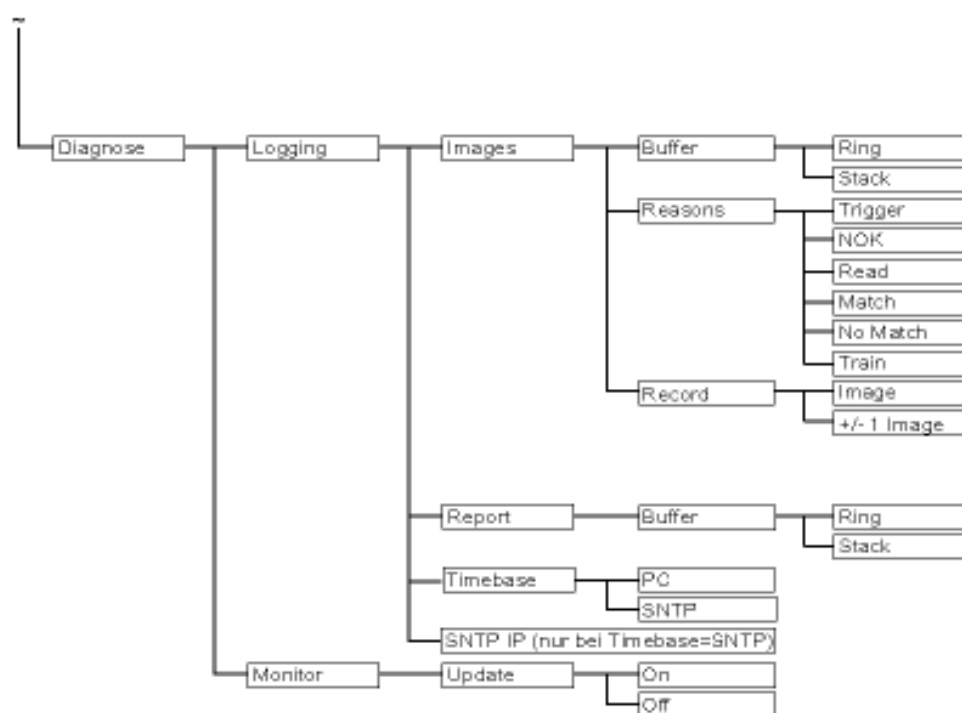 ~
Diagnose Logging Images Buffer Ring
Stack
Reasons Trigger
NOK
Read
Match
No Match
Train
Record Image
+/- 1 Image
Report Buffer Ring
Stack
Timebase PC
SNTP
SNTP IP (nur bei Timebase=SNTP)
Monitor Update On
Off